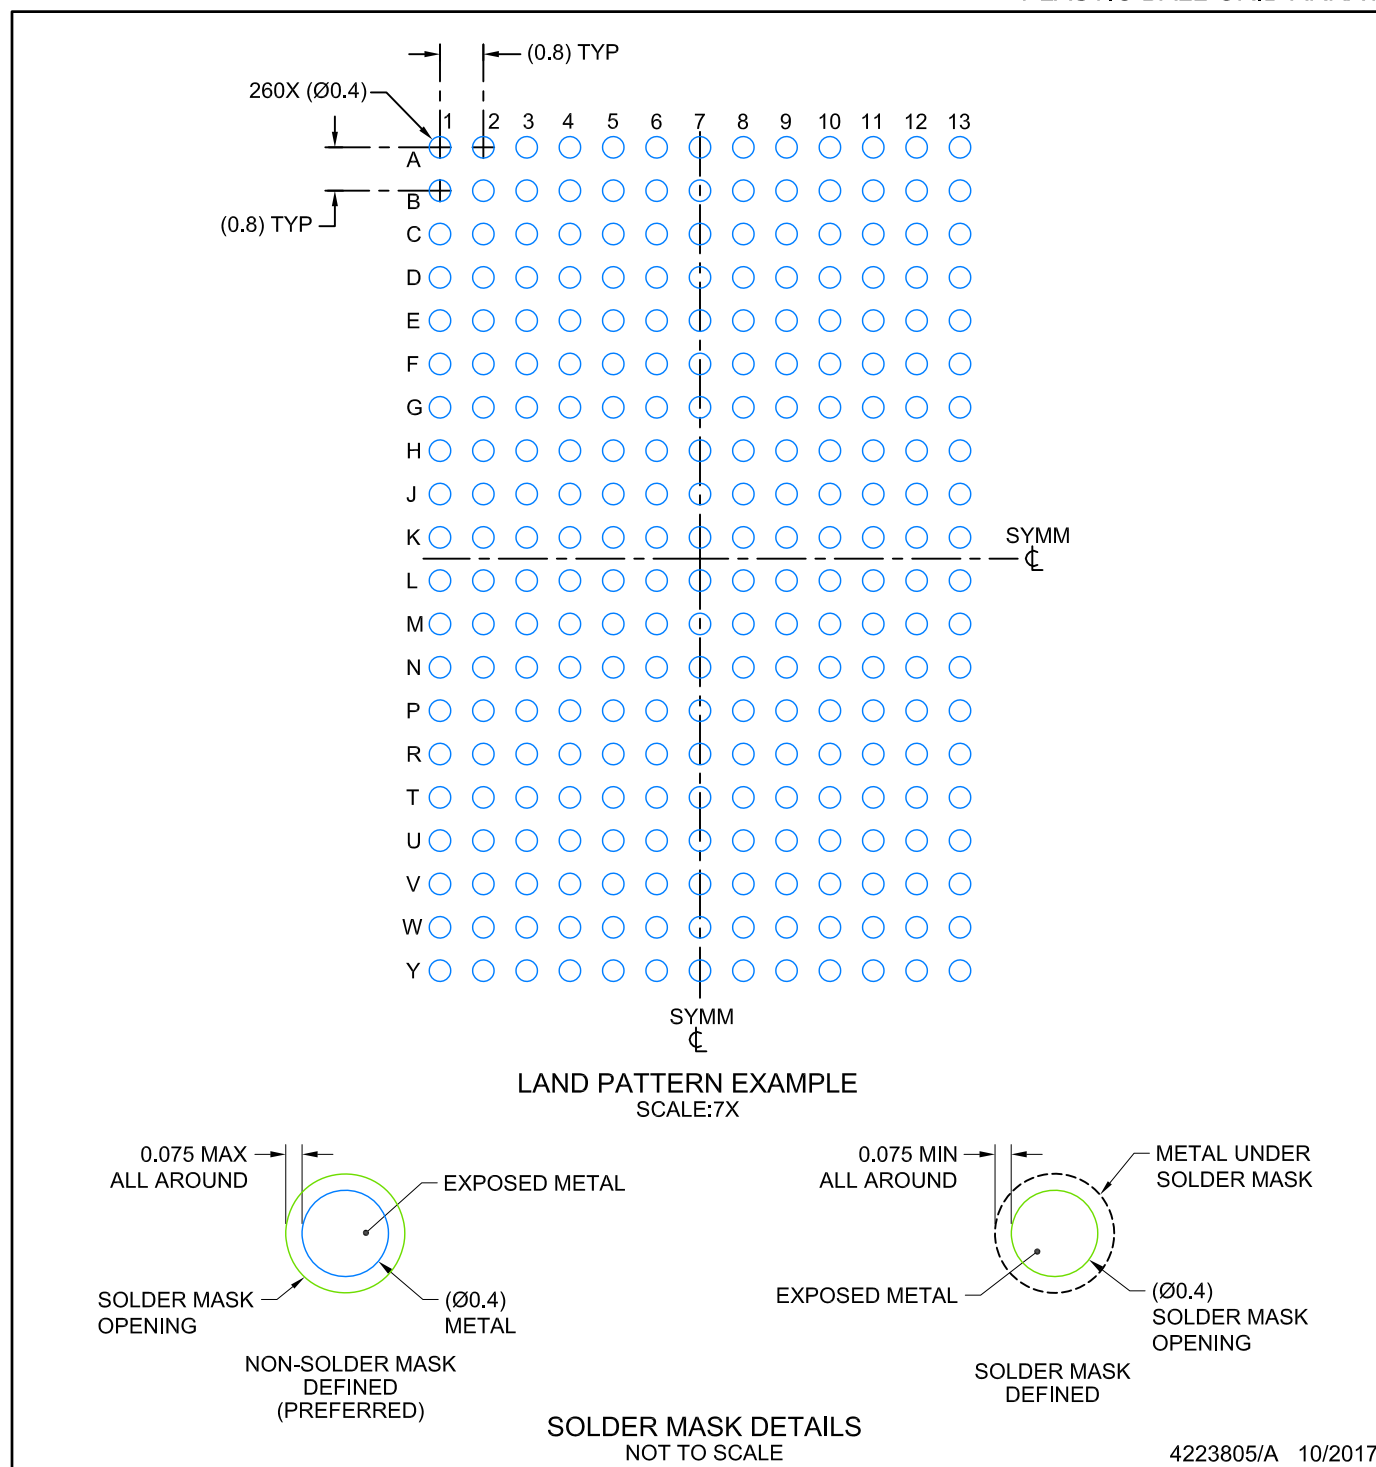 (0.8) TYP
260X (Ø0.4)
1 2 3 4 5 6 7 8 9 10 11 12 13
A
B
(0.8) TYP
C
D
E
F
G
H
J
K
SYMM
℄
L
M
N
P
R
T
U
V
W
Y
SYMM
℄
LAND PATTERN EXAMPLE
SCALE:7X
0.075 MAX
ALL AROUND
EXPOSED METAL
SOLDER MASK
OPENING
(Ø0.4)
METAL
NON-SOLDER MASK
DEFINED
(PREFERRED)
0.075 MIN
ALL AROUND
METAL UNDER
SOLDER MASK
EXPOSED METAL
(Ø0.4)
SOLDER MASK
OPENING
SOLDER MASK
DEFINED
SOLDER MASK DETAILS
NOT TO SCALE
4223805/A 10/2017